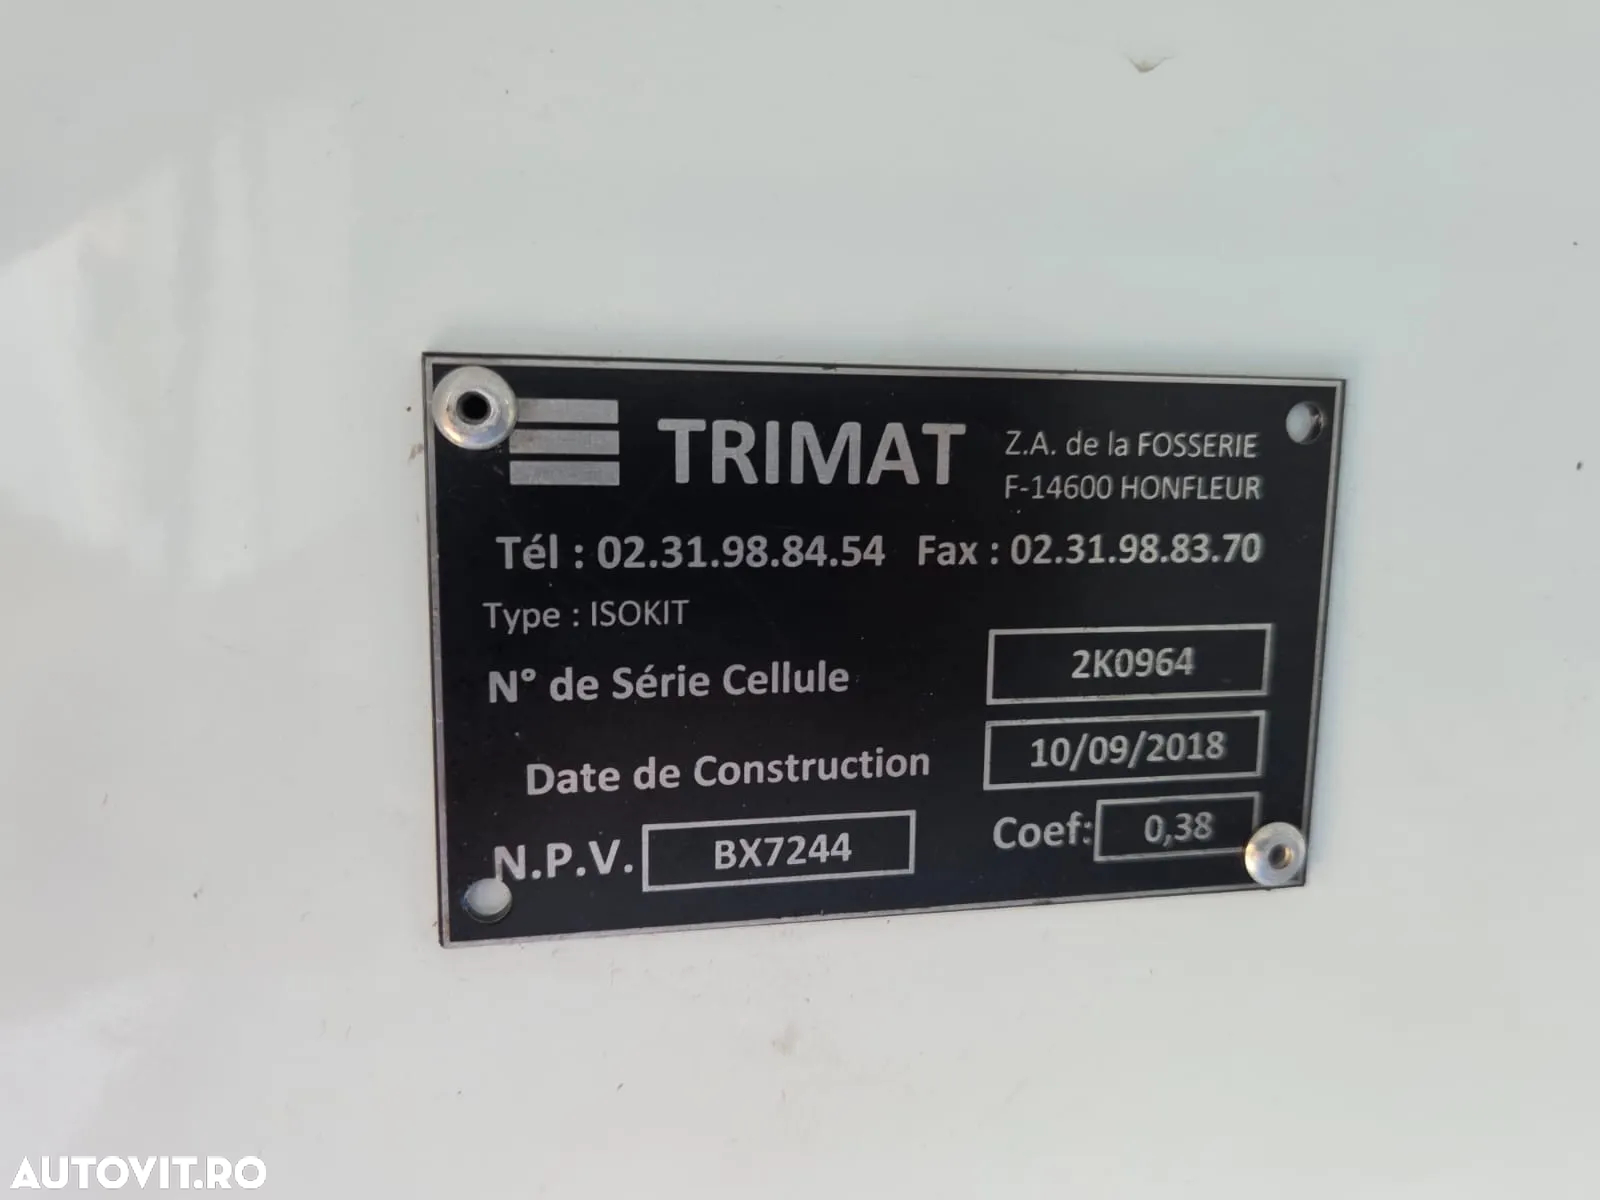 TRIMAT
Z.A. de la FOSSERIE
F-14600 HONFLEUR
Tél : 02.31.98.84.54 Fax : 02.31.98.83.70
Type : ISOKIT
N° de Série Cellule 2K0964
Date de Construction 10/09/2018
N.P.V. BX7244 Coef: 0,38
AUTOVIT.RO